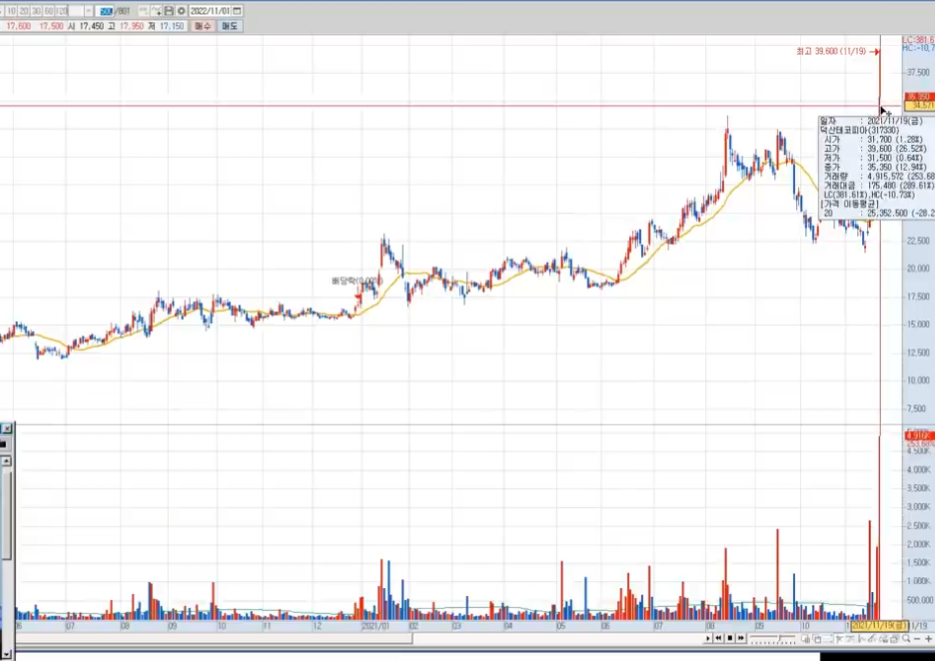 10 20 30 60 120 500 /801 2022/11/01
17,600 17,500 시 17,450 고 17,950 저 17,150 매수 매도
LC:381.6
HC:-10.7
최고 39,600 (11/19)
37,500
35,350
34,571
일자 : 2021/11/19(금)
덕산테코피아(317330)
시가 : 31,700 (1.28%)
고가 : 39,600 (26.52%)
저가 : 31,500 (0.64%)
종가 : 35,350 (12.94%)
거래량 : 4,915,572 (253.68
거래대금 : 175,480 (289.61%)
LC(381.61%),HC(-10.73%)
[가격 이동평균]
20 : 25,352.500 (-28.2
22,500
20,000
17,500
15,000
12,500
10,000
7,500
4,916K
253.68%
4,500K
4,000K
3,500K
3,000K
2,500K
2,000K
1,500K
1,000K
500,000
07 08 09 10 11 12 2021/01 02 03 04 05 06 07 08 09 10 2021/11/19(금) 11/19